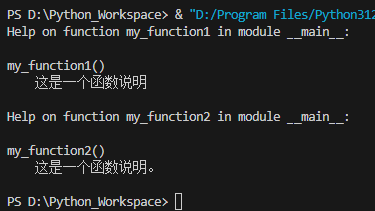 PS D:\Python_Workspace> & "D:/Program Files/Python312
Help on function my_function1 in module __main__:
my_function1()
这是一个函数说明
Help on function my_function2 in module __main__:
my_function2()
这是一个函数说明。
PS D:\Python_Workspace>